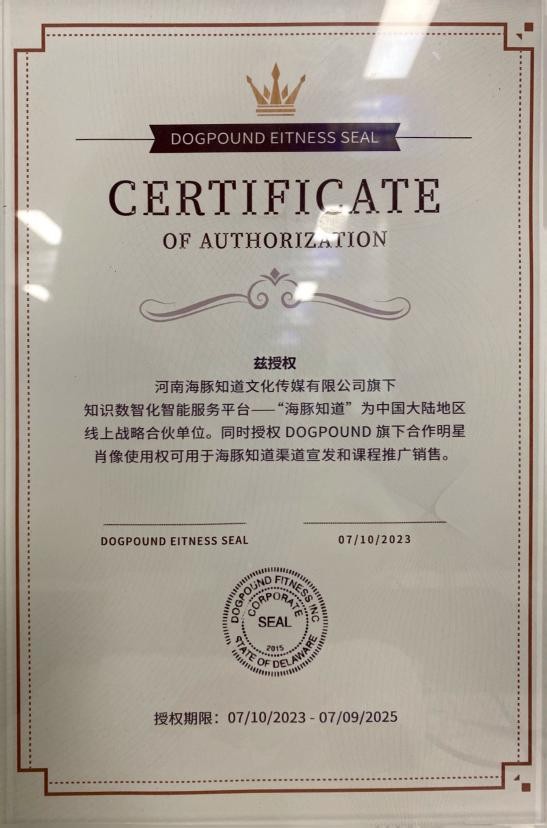 DOGPOUND EITNESS SEAL
CERTIFICATE
OF AUTHORIZATION
兹授权
河南海豚知道文化传媒有限公司旗下
知识数智化智能服务平台——“海豚知道”为中国大陆地区
线上战略合伙单位。同时授权 DOGPOUND 旗下合作明星
肖像使用权可用于海豚知道渠道宣发和课程推广销售。
DOGPOUND EITNESS SEAL
07/10/2023
DOGPOUND FITNESS INC
CORPORATE
SEAL
2015
STATE OF DELAWARE
授权期限：07/10/2023 - 07/09/2025